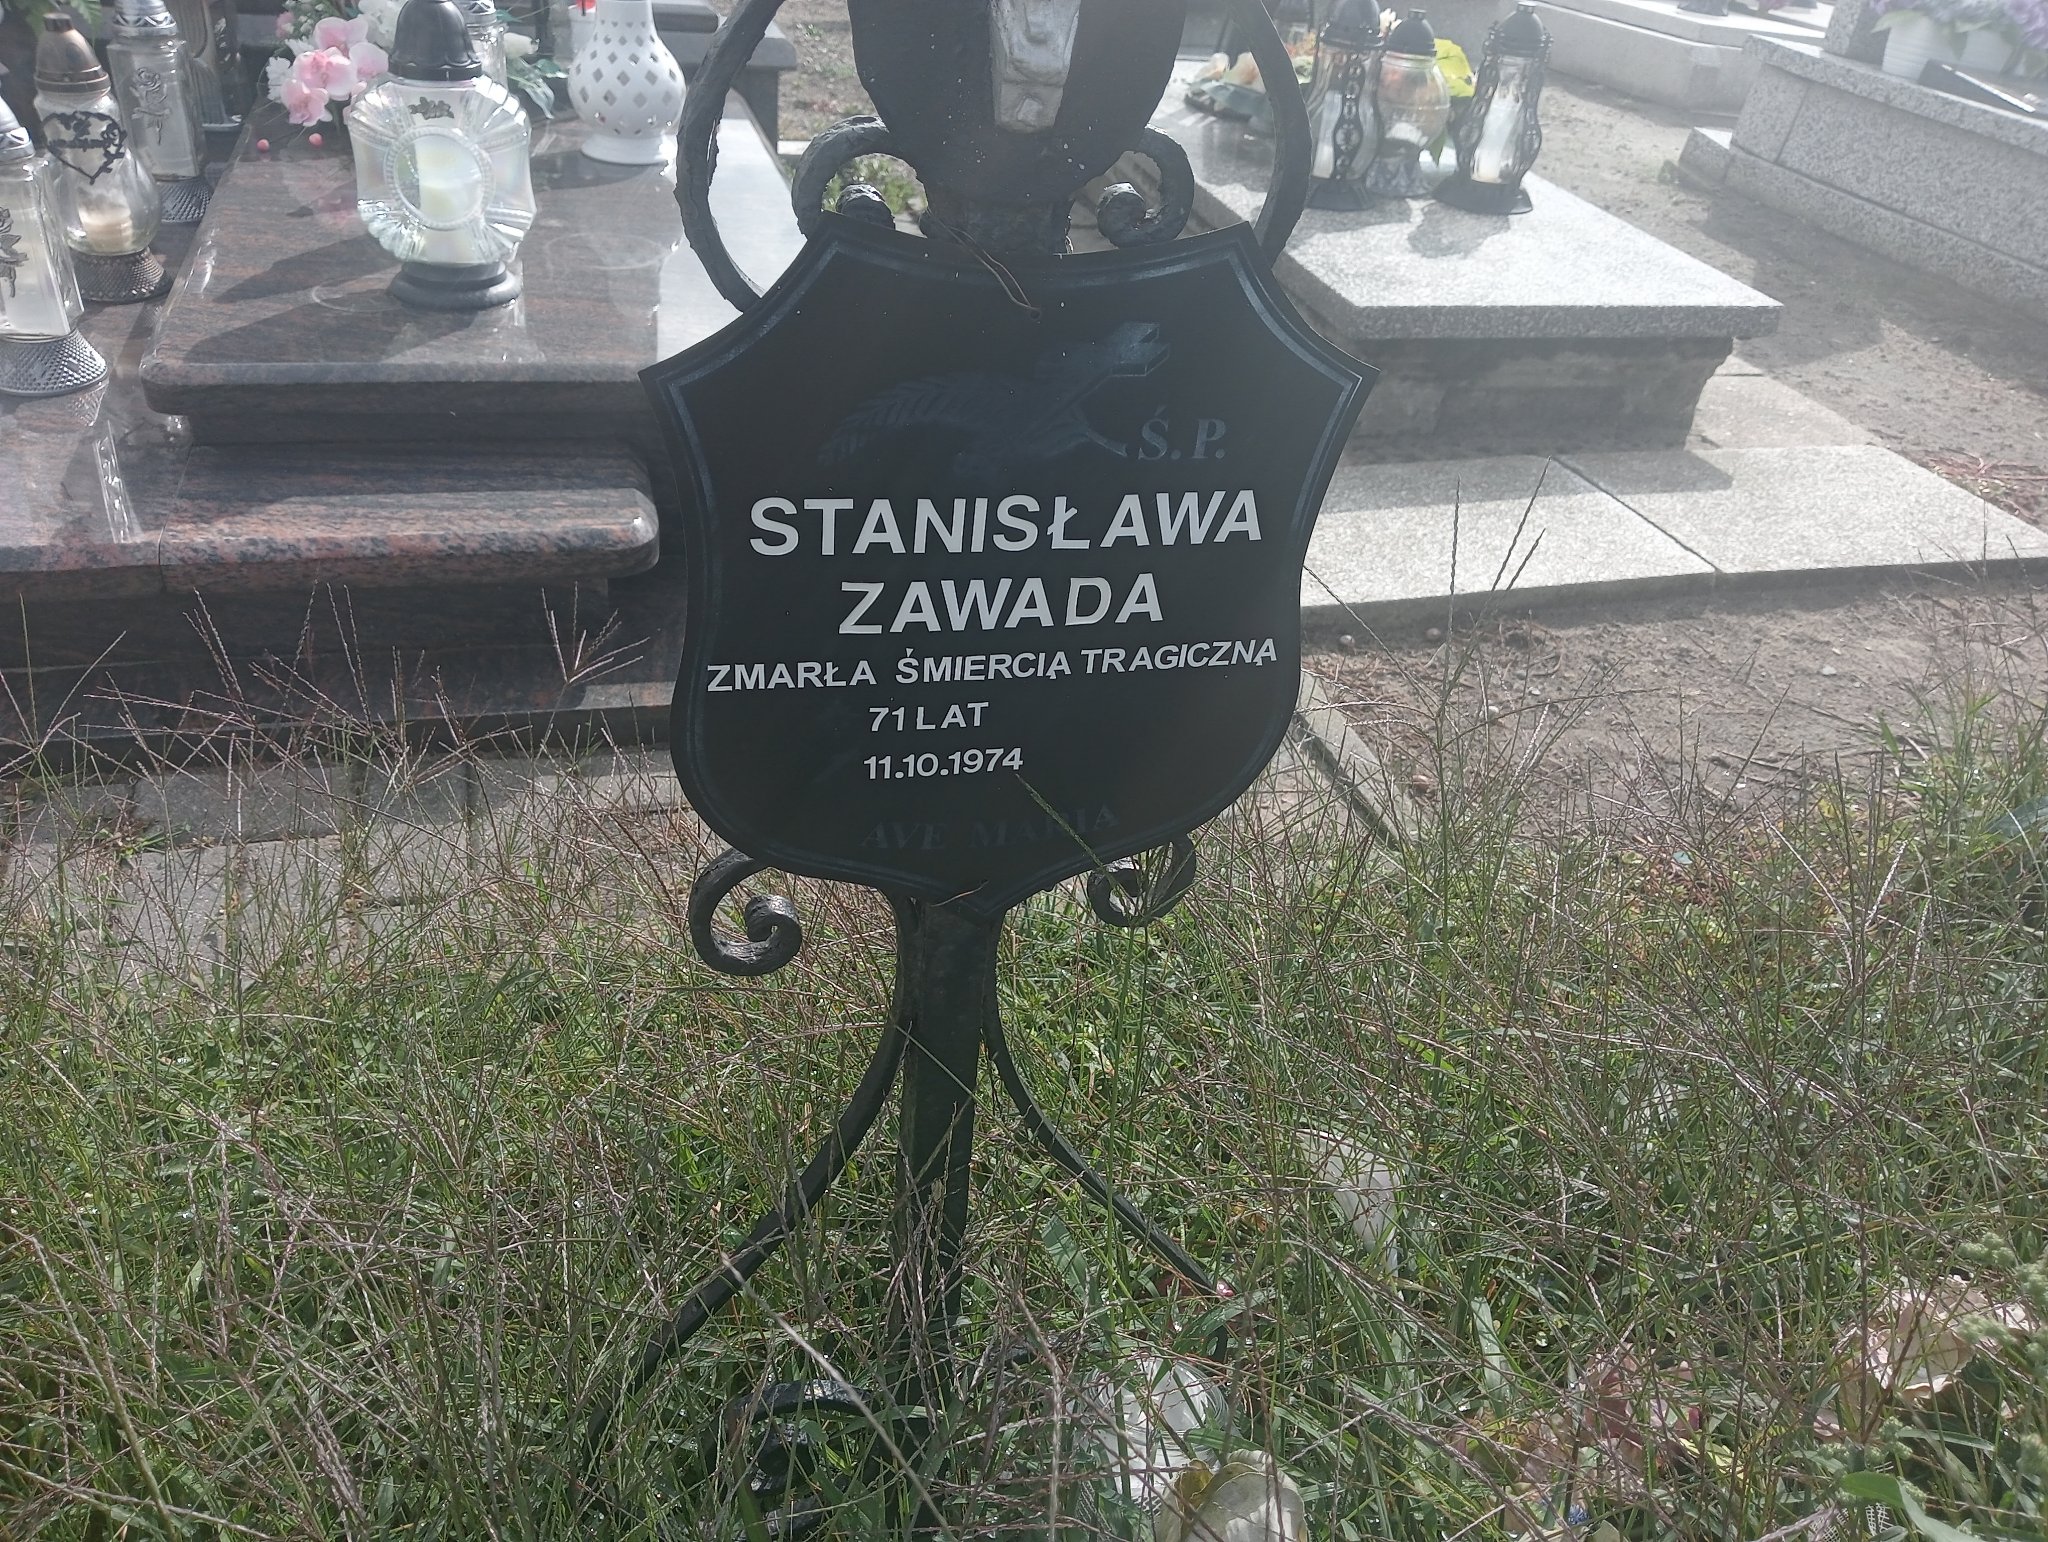 Ś.P.
STANISŁAWA
ZAWADA
ZMARŁA ŚMIERCIĄ TRAGICZNĄ
71 LAT
11.10.1974
AVE MARIA